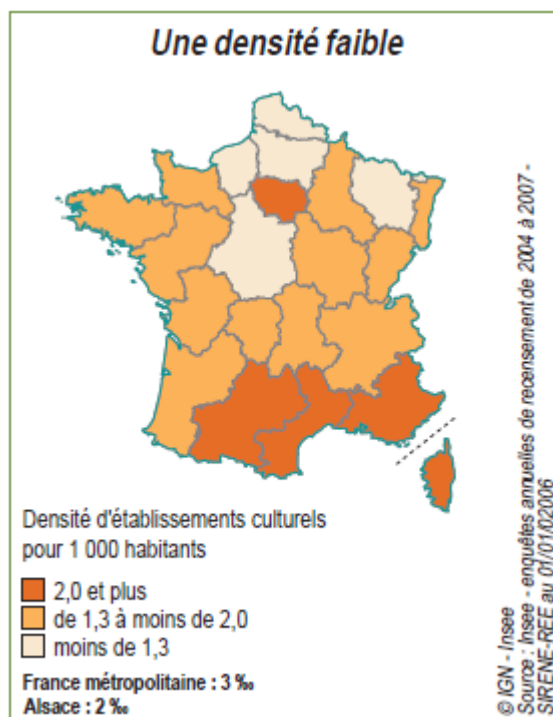 Une densité faible
Densité d'établissements culturels
pour 1 000 habitants
2,0 et plus
de 1,3 à moins de 2,0
moins de 1,3
France métropolitaine : 3 ‰
Alsace : 2 ‰
© IGN - Insee
Source : Insee - enquêtes annuelles de recensement de 2004 à 2007 -
SIRENE-REE au 01/01/02006